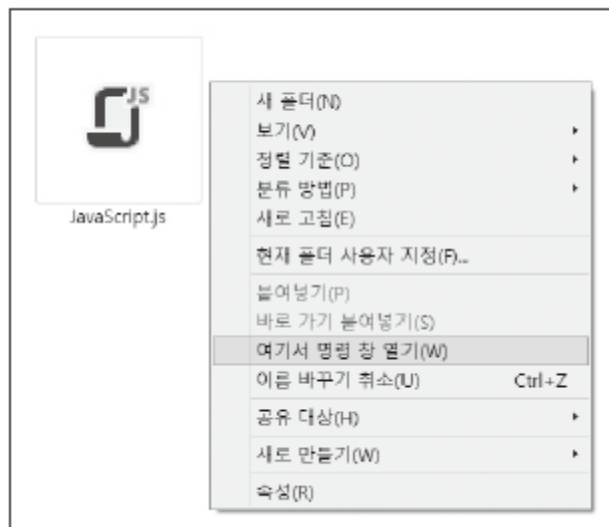 JS
JavaScript.js
새 폴더(N)
보기(V)
정렬 기준(O)
분류 방법(P)
새로 고침(E)
현재 폴더 사용자 지정(F)...
붙여넣기(P)
바로 가기 붙여넣기(S)
여기서 명령 창 열기(W)
이름 바꾸기 취소(U) Ctrl+Z
공유 대상(H)
새로 만들기(W)
속성(R)